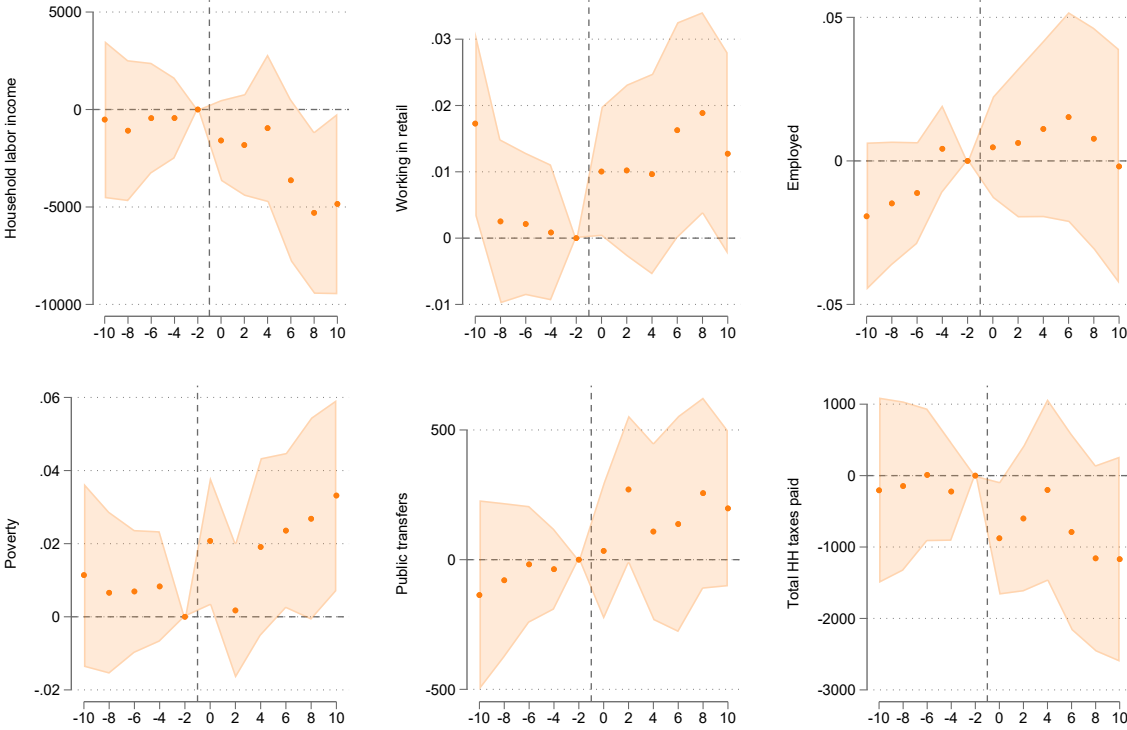 Household labor income
5000
0
-5000
-10000
-10 -8 -6 -4 -2 0 2 4 6 8 10
Working in retail
.03
.02
.01
0
-.01
-10 -8 -6 -4 -2 0 2 4 6 8 10
Employed
.05
0
-.05
-10 -8 -6 -4 -2 0 2 4 6 8 10
Poverty
.06
.04
.02
0
-.02
-10 -8 -6 -4 -2 0 2 4 6 8 10
Public transfers
500
0
-500
-10 -8 -6 -4 -2 0 2 4 6 8 10
Total HH taxes paid
1000
0
-1000
-2000
-3000
-10 -8 -6 -4 -2 0 2 4 6 8 10